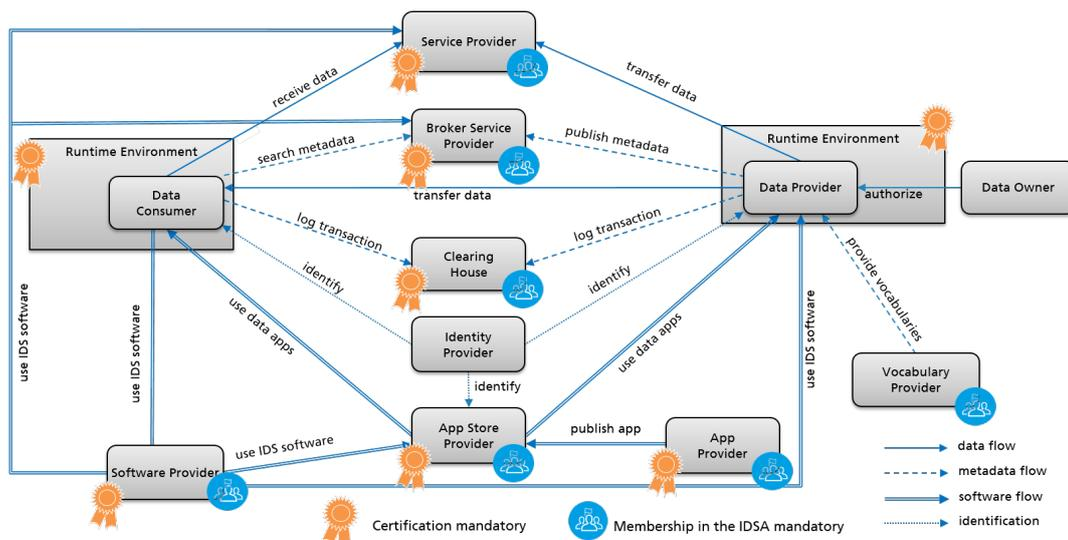 Service Provider
transfer data
receive data
Broker Service
Provider
publish metadata
search metadata
Runtime Environment
Runtime Environment
Data
Consumer
Data Provider
Data Owner
authorize
transfer data
log transaction
log transaction
Clearing
House
identify
identify
provide vocabularies
use data apps
use data apps
Identity
Provider
use IDS software
use IDS software
use IDS software
identify
Vocabulary
Provider
App Store
Provider
publish app
App
Provider
use IDS software
Software Provider
data flow
metadata flow
software flow
identification
Certification mandatory
Membership in the IDSA mandatory